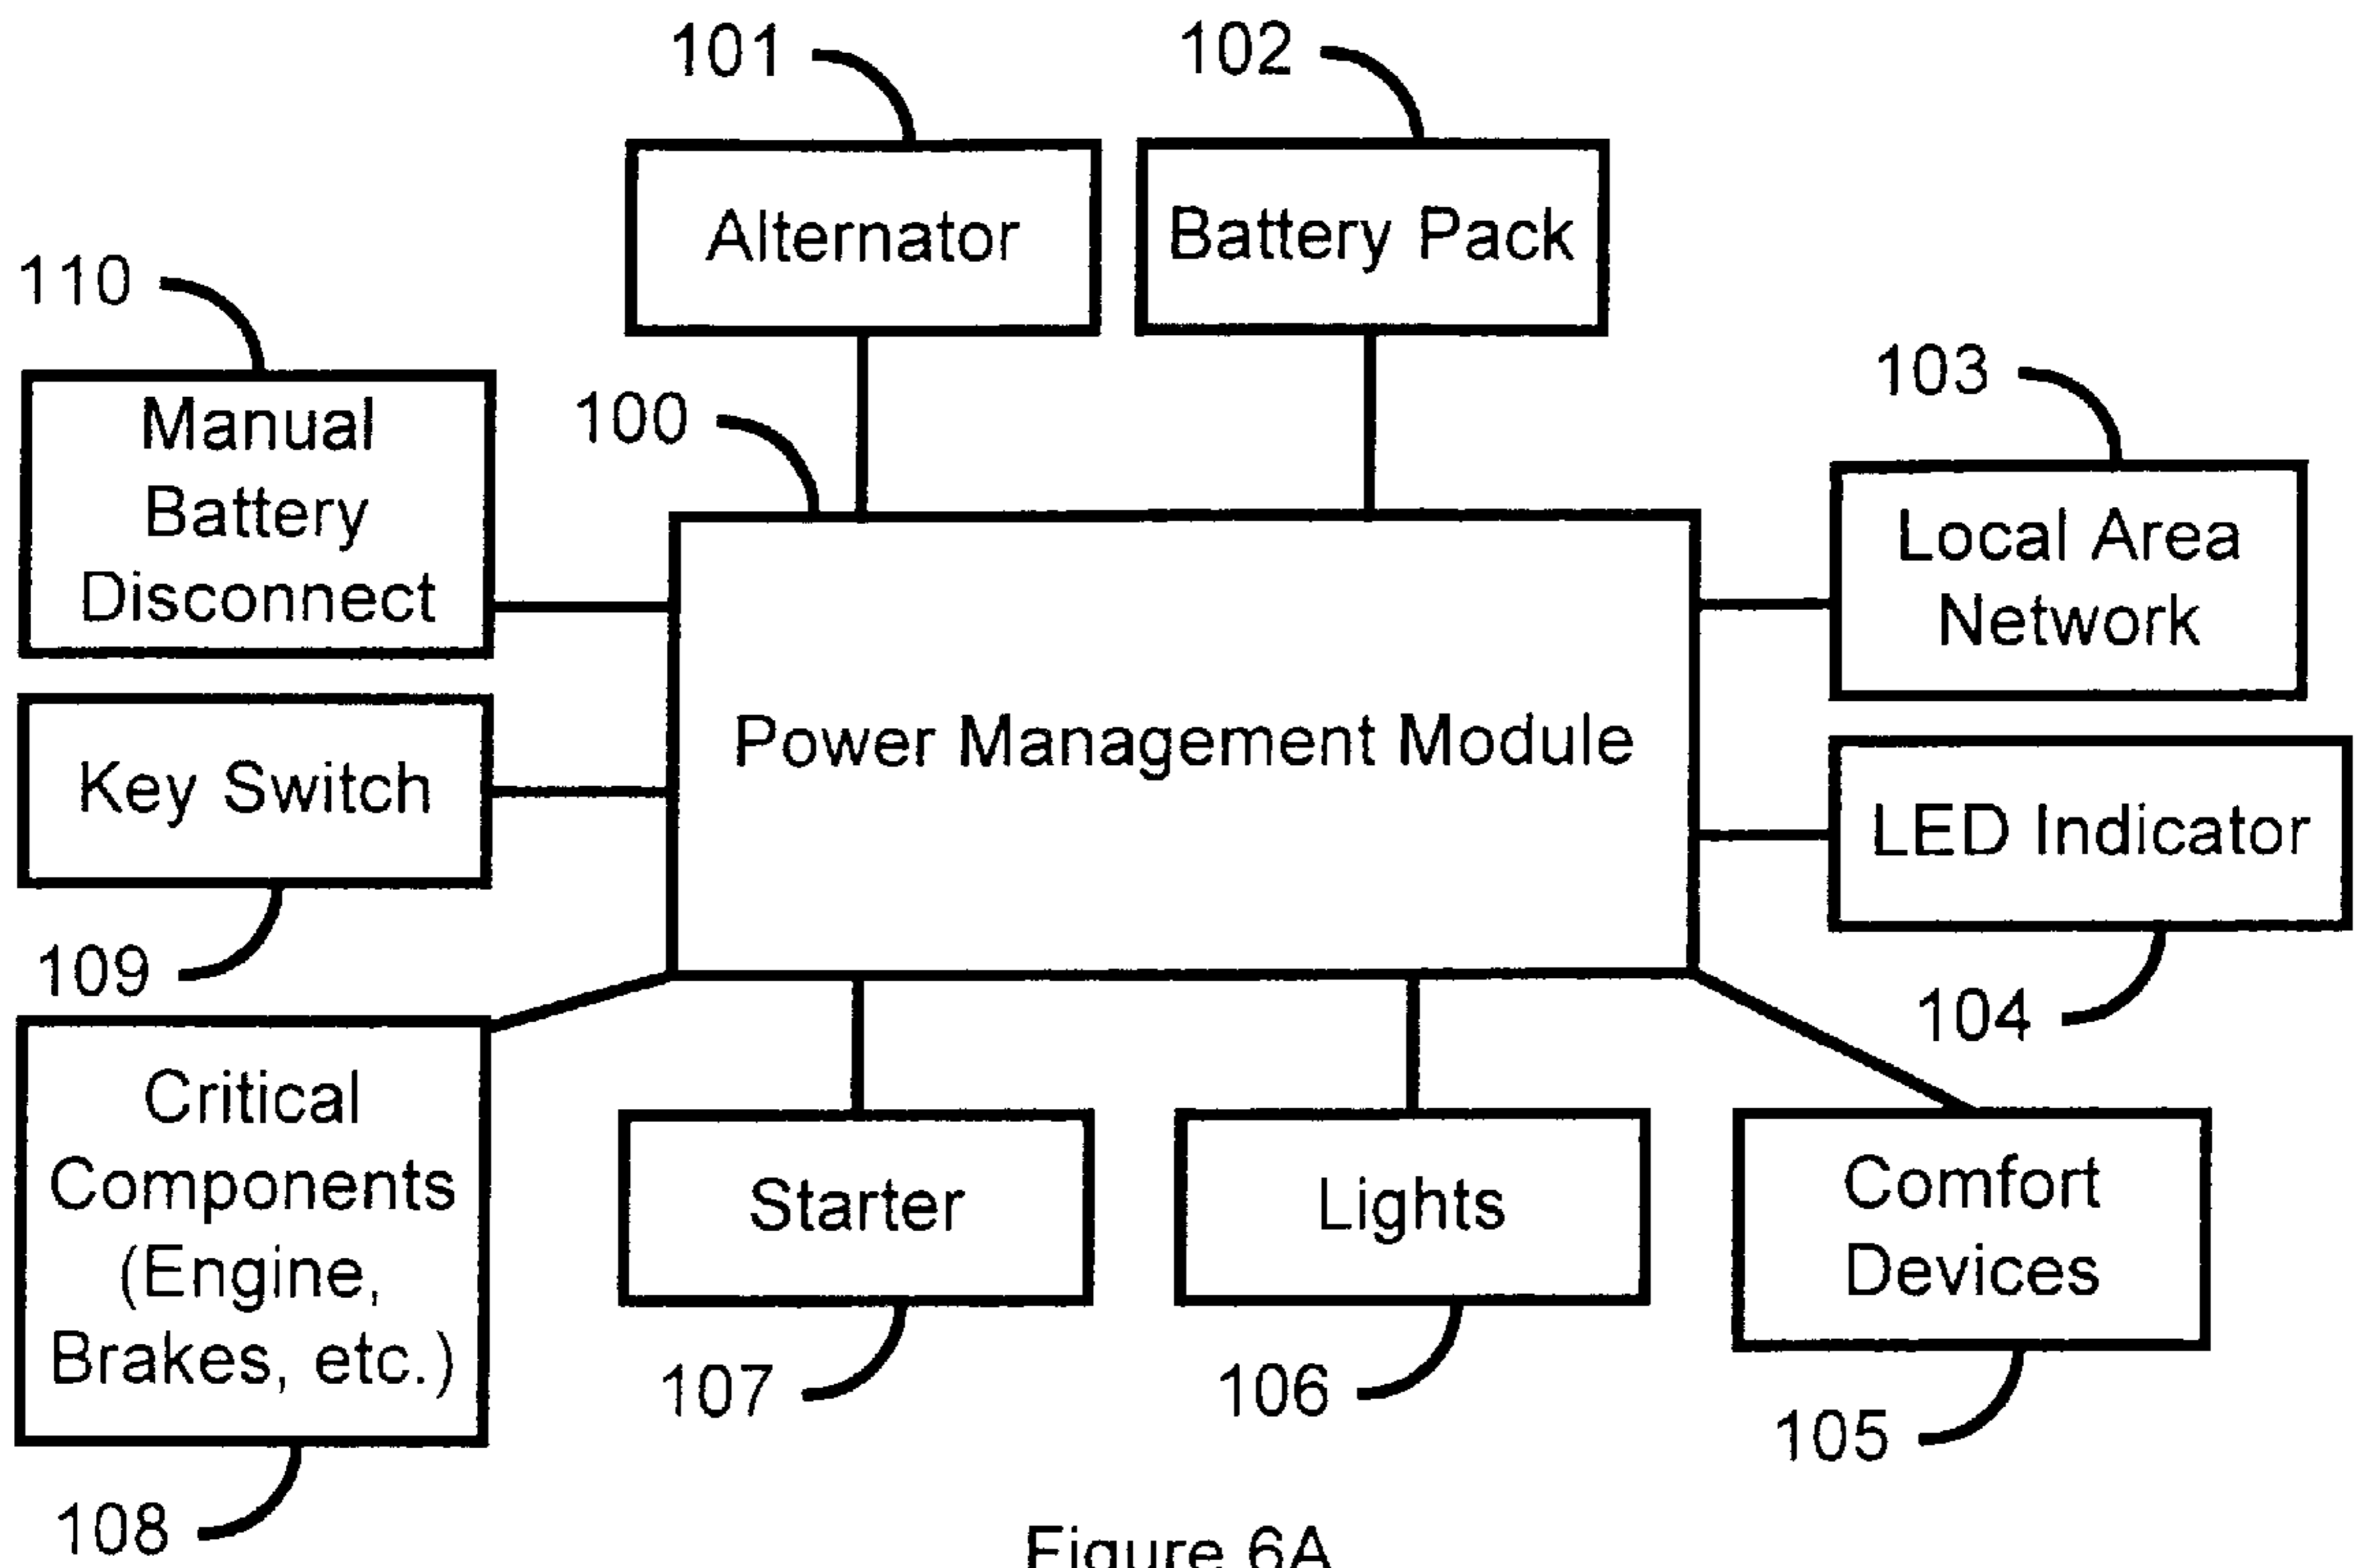 101
102
Alternator
Battery Pack
110
Manual
Battery
Disconnect
100
103
Local Area
Network
Power Management Module
Key Switch
109
LED Indicator
104
Critical
Components
(Engine,
Brakes, etc.)
108
Starter
107
Lights
106
Comfort
Devices
105
Figure 6A